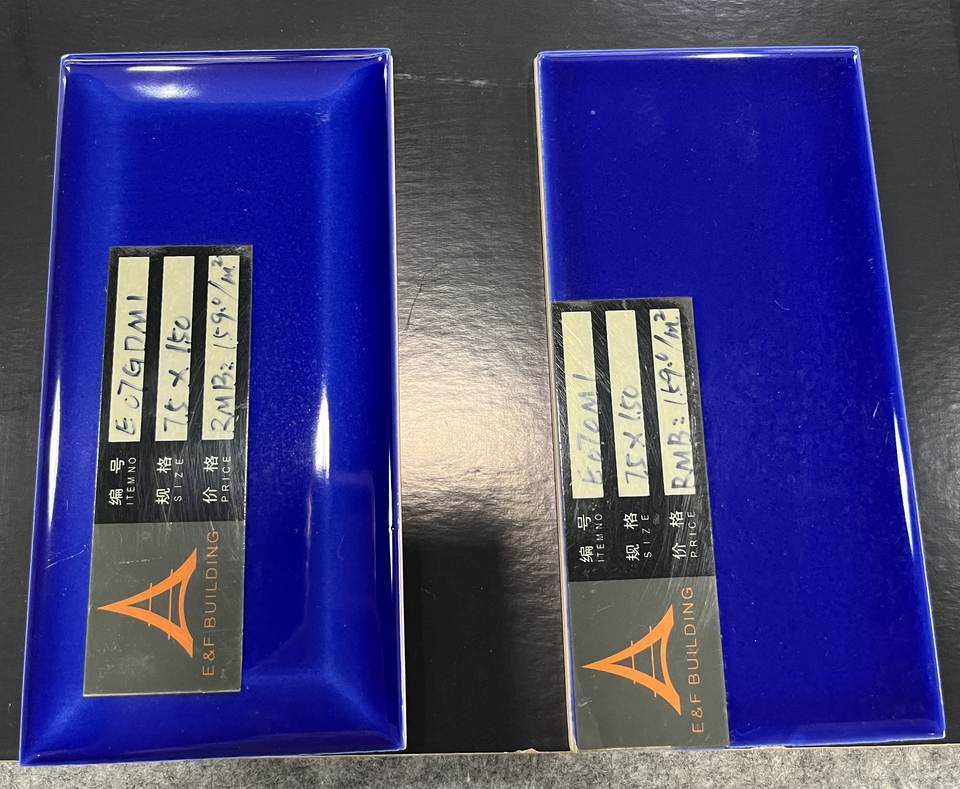 编号 E07GDM1
ITEM NO
规格 75×150
SIZE
价格 RMB: 159.0/m²
PRICE
E&F BUILDING
编号 E070M1
ITEM NO
规格 75×150
SIZE
价格 RMB: 159.0/m²
PRICE
E&F BUILDING